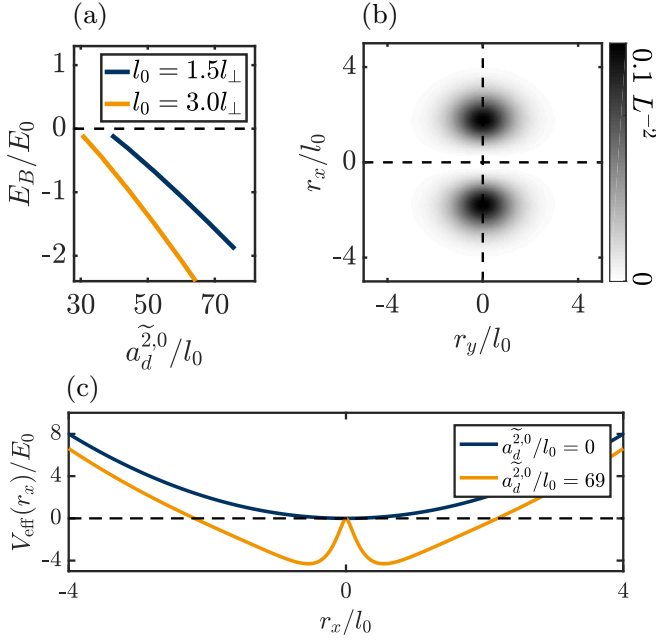 (a)
1
0
-1
-2
E_B/E_0
l_0 = 1.5l_⊥
l_0 = 3.0l_⊥
30 50 70
a_d^{\widetilde{2,0}}/l_0
(b)
4
0
-4
r_x/l_0
-4 0 4
r_y/l_0
0.1 L^{-2}
0
(c)
8
4
0
-4
V_eff(r_x)/E_0
a_d^{\widetilde{2,0}}/l_0 = 0
a_d^{\widetilde{2,0}}/l_0 = 69
-4 0 4
r_x/l_0